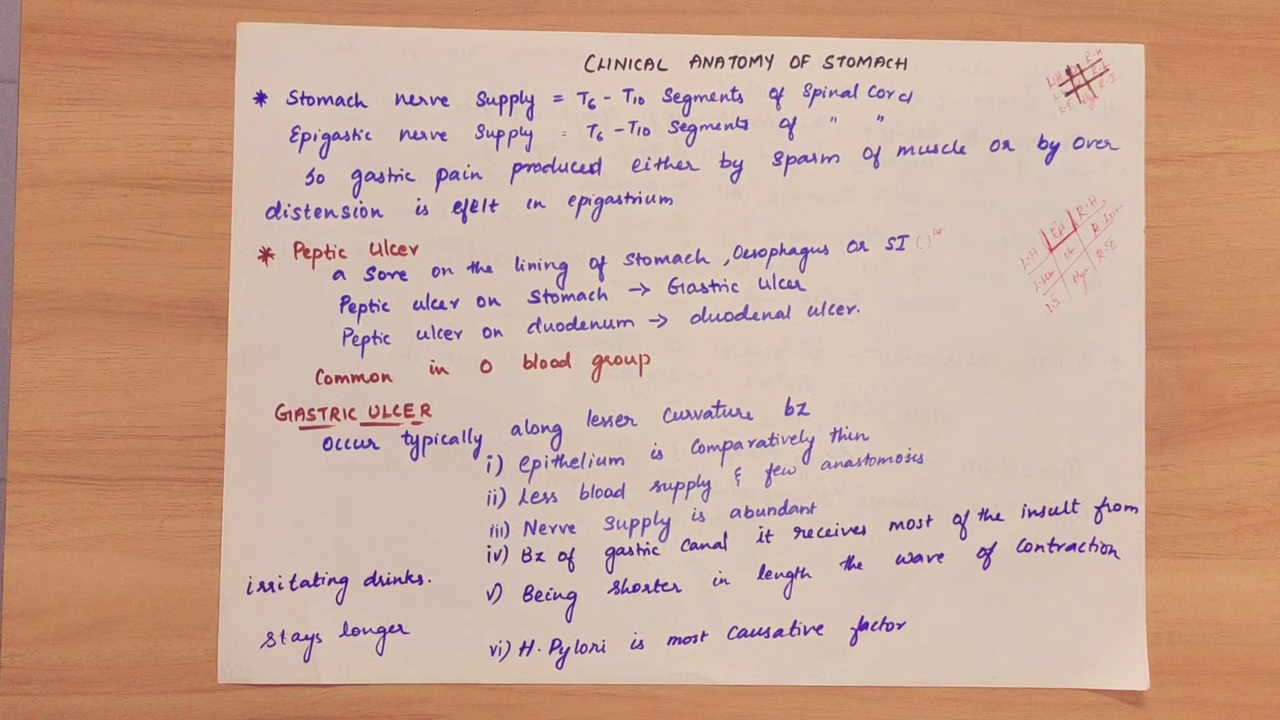 CLINICAL ANATOMY OF STOMACH
* Stomach nerve supply = T6 - T10 Segments of Spinal Cord
Epigastic nerve supply = T6 - T10 Segments of " "
So gastric pain produced either by spasm of muscle or by over
distension is efelt in epigastrium
* Peptic Ulcer
a Sore on the lining of Stomach, Oesophagus or SI
Peptic ulcer on Stomach → Gastric Ulcer
Peptic ulcer on duodenum → duodenal ulcer.
Common in O blood group
GASTRIC ULCER
Occur typically along lesser Curvature bz
i) Epithelium is Comparatively thin
ii) Less blood supply & few anastomosis
iii) Nerve supply is abundant
iv) Bz of gastric Canal it receives most of the insult from
irritating drinks.
v) Being Shorter in length the wave of contraction
stays longer
vi) H. Pylori is most Causative factor
L.H Epi R.H